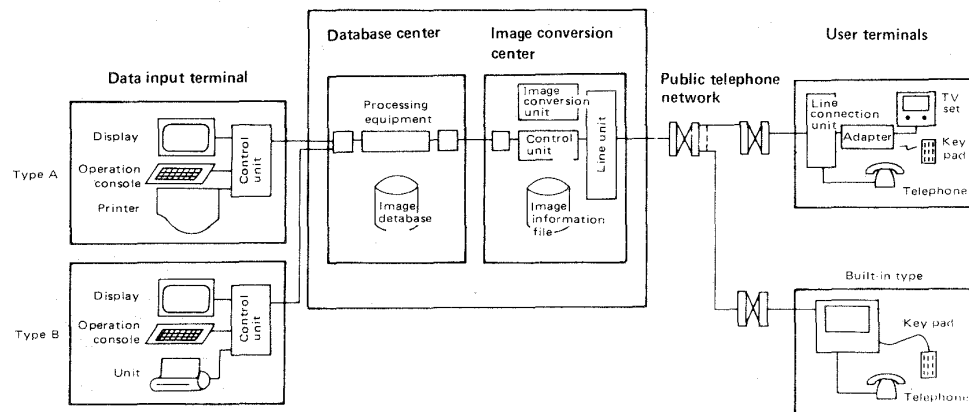 Database center
Image conversion
center
User terminals
Data input terminal
Public telephone
network
Type A
Display
Operation
console
Printer
Control
unit
Processing
equipment
Image
detabase
Image
conversion
unit
Control
unit
Line unit
Image
information
file
Line
connection
unit
Adapter
TV
set
Key
pad
Telephone
Type B
Display
Operation
console
Unit
Control
unit
Built-in type
Key pad
Telephone